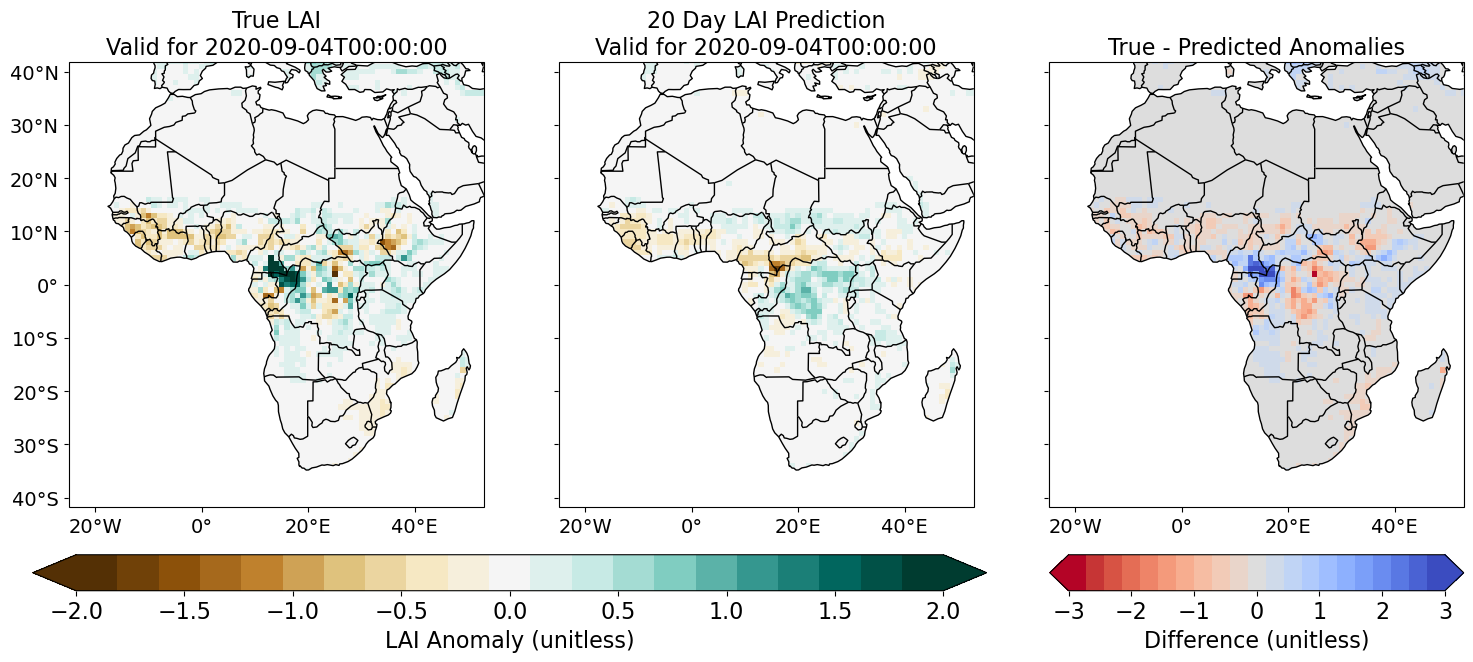 True LAI
Valid for 2020-09-04T00:00:00
20 Day LAI Prediction
Valid for 2020-09-04T00:00:00
True - Predicted Anomalies
40°N
30°N
20°N
10°N
0°
10°S
20°S
30°S
40°S
20°W 0° 20°E 40°E
20°W 0° 20°E 40°E
20°W 0° 20°E 40°E
−2.0 −1.5 −1.0 −0.5 0.0 0.5 1.0 1.5 2.0
LAI Anomaly (unitless)
−3 −2 −1 0 1 2 3
Difference (unitless)